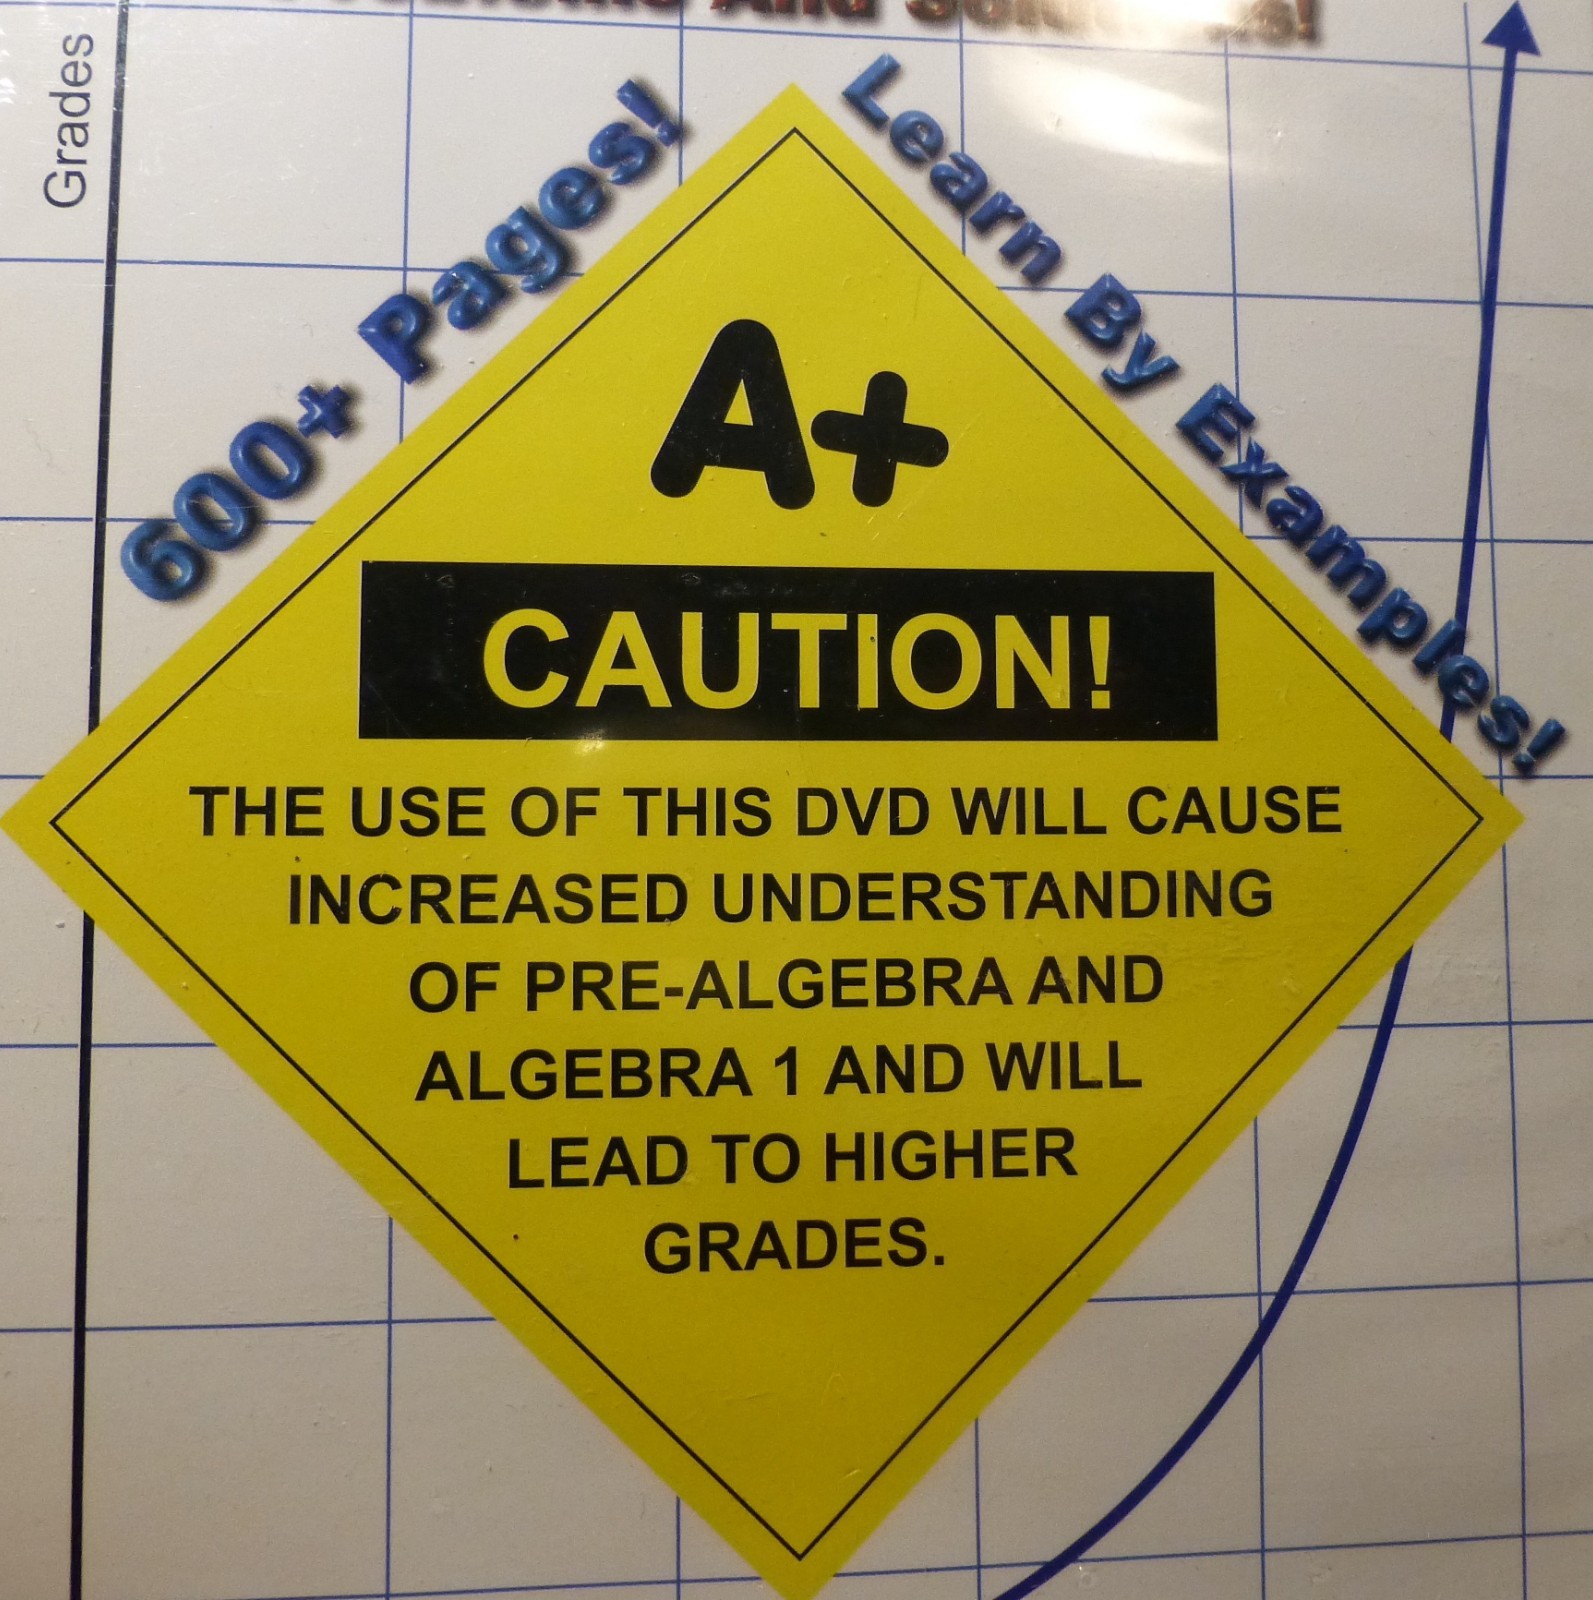 And
Grades
600+ Pages!
Learn By Examples!
A+
CAUTION!
THE USE OF THIS DVD WILL CAUSE
INCREASED UNDERSTANDING
OF PRE-ALGEBRA AND
ALGEBRA 1 AND WILL
LEAD TO HIGHER
GRADES.